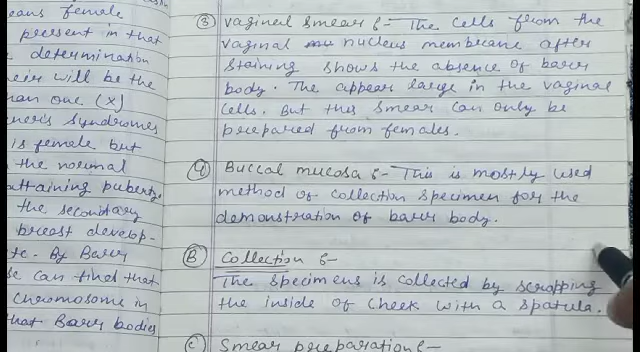 eans female
present in that
determination
eir will be the
han one (X)
ner's Syndromes
is female but
the normal
attaining puberty
the secondary
breast develop-
tc. By Barr
se can find that
chromosome in
that Barr bodies
③ vaginal smear :- The cells from the
vaginal nucleus membrane after
staining shows the absence of barr
body. The appear large in the vaginal
cells. But this smear can only be
prepared from females.
④ Buccal mucosa :- This is mostly used
method of collection specimen for the
demonstration of barr body.
Ⓑ Collection :-
The specimens is collected by scrapping
the inside of cheek with a spatula.
Ⓒ Smear preparation :-